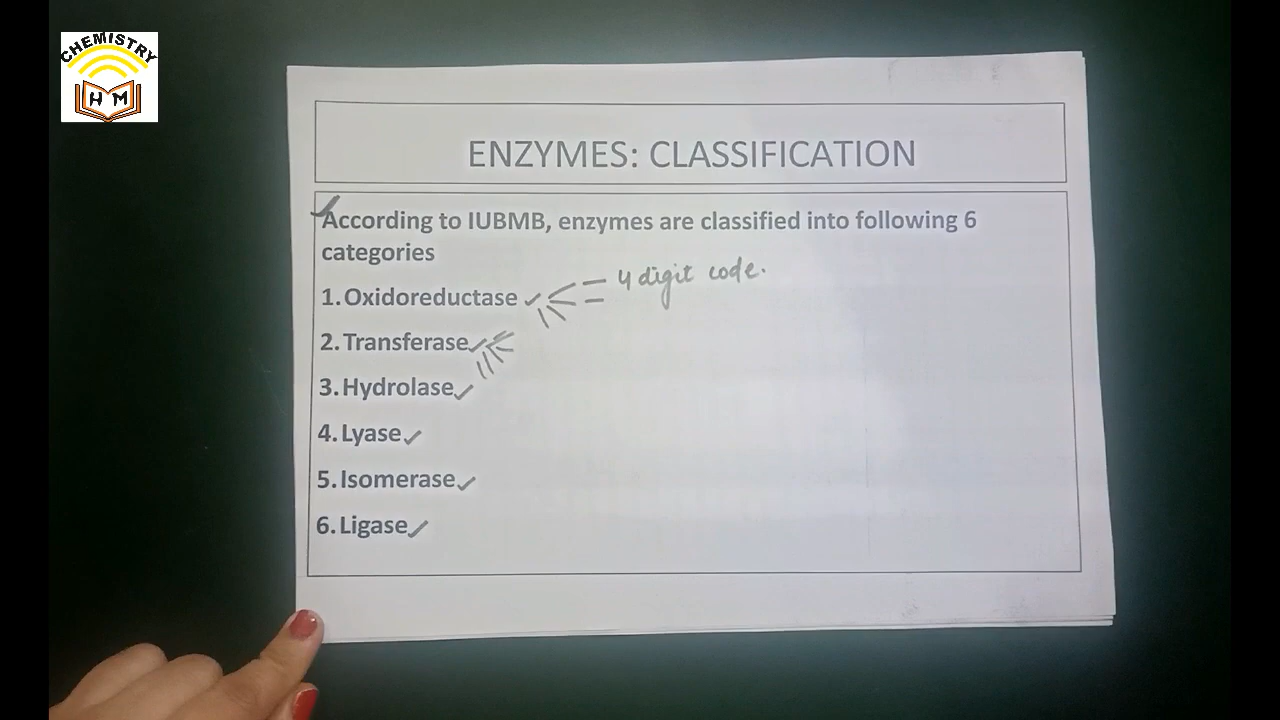 CHEMISTRY
H M
ENZYMES: CLASSIFICATION
According to IUBMB, enzymes are classified into following 6
categories
1. Oxidoreductase
4 digit code.
2. Transferase
3. Hydrolase
4. Lyase
5. Isomerase
6. Ligase